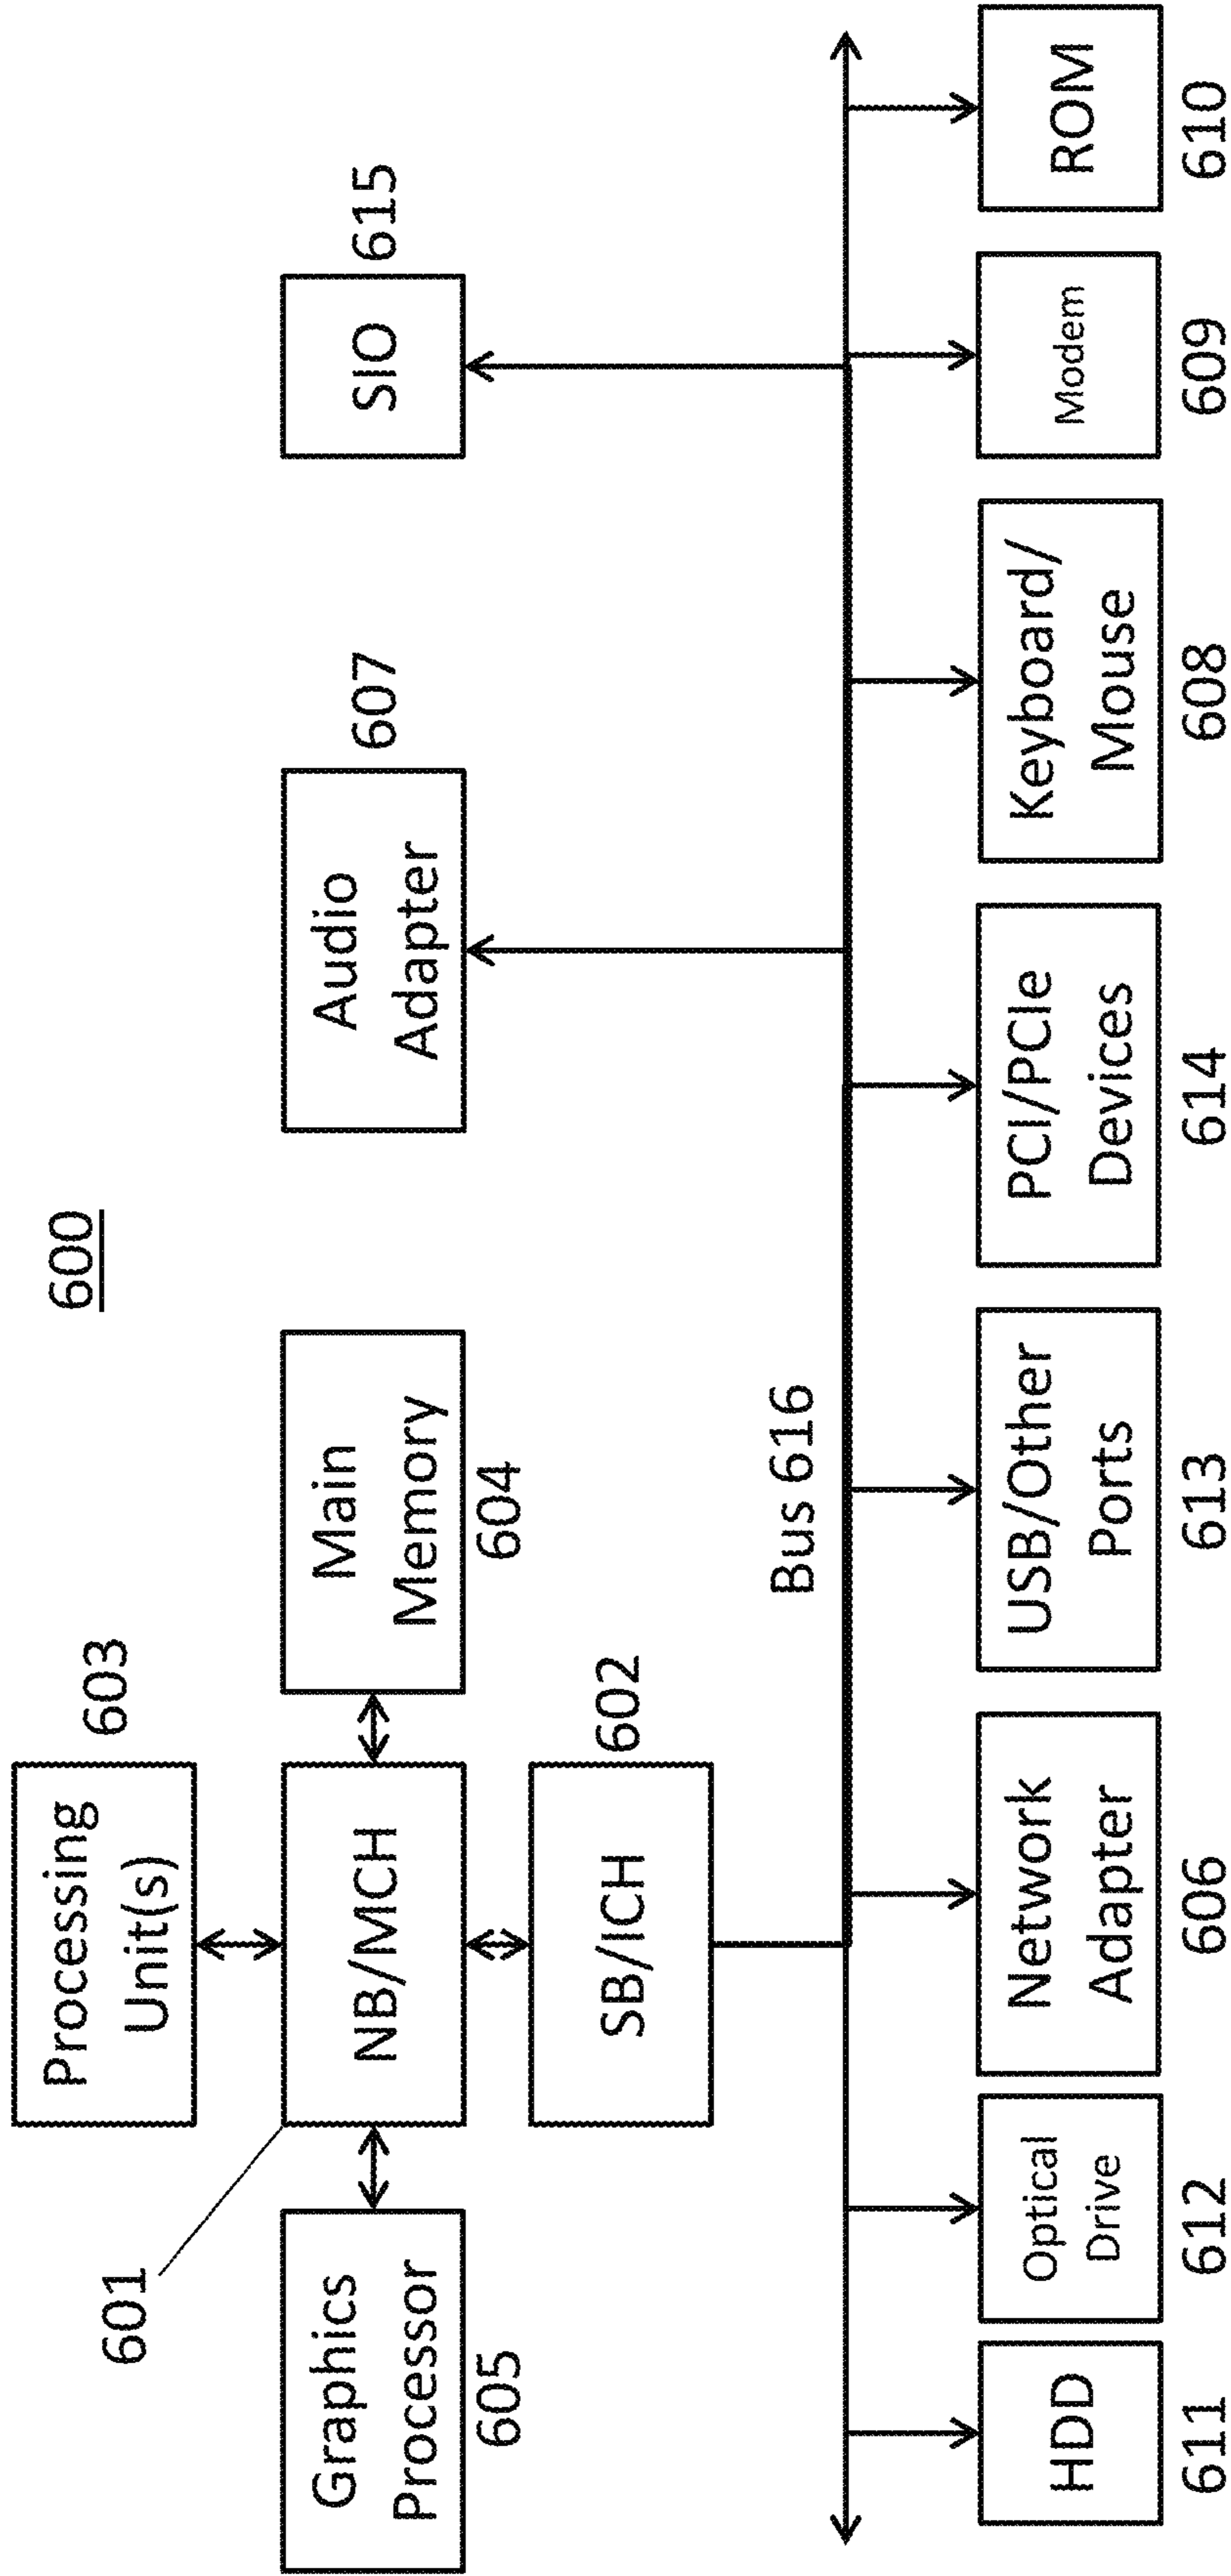 600
603
Processing
Unit(s)
601
Graphics
Processor
605
NB/MCH
Main
Memory
604
Audio
Adapter
607
SIO
615
SB/ICH
602
Bus 616
HDD
611
Optical
Drive
612
Network
Adapter
606
USB/Other
Ports
613
PCI/PCIe
Devices
614
Keyboard/
Mouse
608
Modem
609
ROM
610